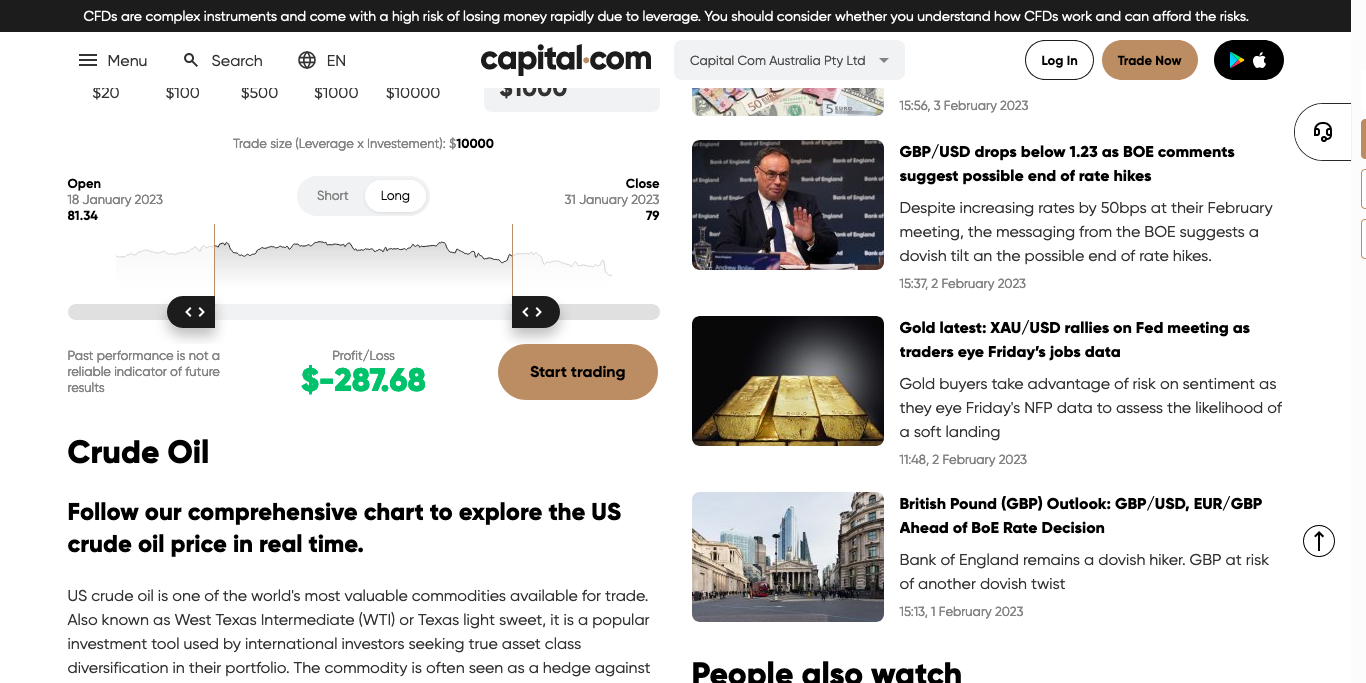 CFDs are complex instruments and come with a high risk of losing money rapidly due to leverage. You should consider whether you understand how CFDs work and can afford the risks.
Menu
Search
EN
capital.com
Capital Com Australia Pty Ltd
Log In
Trade Now
$20
$100
$500
$1000
$10000
$1000
Trade size (Leverage x Investement): $10000
Open
18 January 2023
81.34
Short
Long
Close
31 January 2023
79
Past performance is not a
reliable indicator of future
results
Profit/Loss
$-287.68
Start trading
Crude Oil
Follow our comprehensive chart to explore the US
crude oil price in real time.
US crude oil is one of the world's most valuable commodities available for trade.
Also known as West Texas Intermediate (WTI) or Texas light sweet, it is a popular
investment tool used by international investors seeking true asset class
diversification in their portfolio. The commodity is often seen as a hedge against
15:56, 3 February 2023
GBP/USD drops below 1.23 as BOE comments
suggest possible end of rate hikes
Despite increasing rates by 50bps at their February
meeting, the messaging from the BOE suggests a
dovish tilt an the possible end of rate hikes.
15:37, 2 February 2023
Gold latest: XAU/USD rallies on Fed meeting as
traders eye Friday’s jobs data
Gold buyers take advantage of risk on sentiment as
they eye Friday's NFP data to assess the likelihood of
a soft landing
11:48, 2 February 2023
British Pound (GBP) Outlook: GBP/USD, EUR/GBP
Ahead of BoE Rate Decision
Bank of England remains a dovish hiker. GBP at risk
of another dovish twist
15:13, 1 February 2023
People also watch